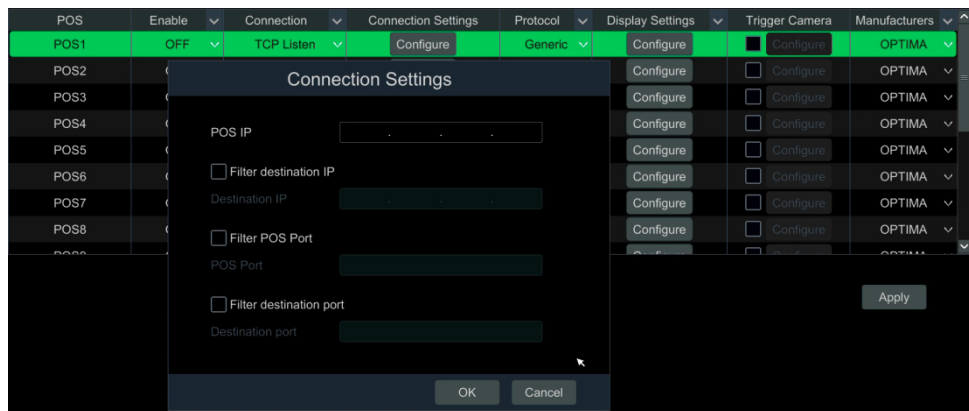 POS Enable Connection Connection Settings Protocol Display Settings Trigger Camera Manufacturers
POS1 OFF TCP Listen Configure Generic Configure Configure OPTIMA
POS2 Configure Configure OPTIMA
POS3 Configure Configure OPTIMA
POS4 Configure Configure OPTIMA
POS5 Configure Configure OPTIMA
POS6 Configure Configure OPTIMA
POS7 Configure Configure OPTIMA
POS8 Configure Configure OPTIMA
Connection Settings
POS IP . . .
Filter destination IP
Destination IP . . .
Filter POS Port
POS Port
Filter destination port
Destination port
OK Cancel
Apply